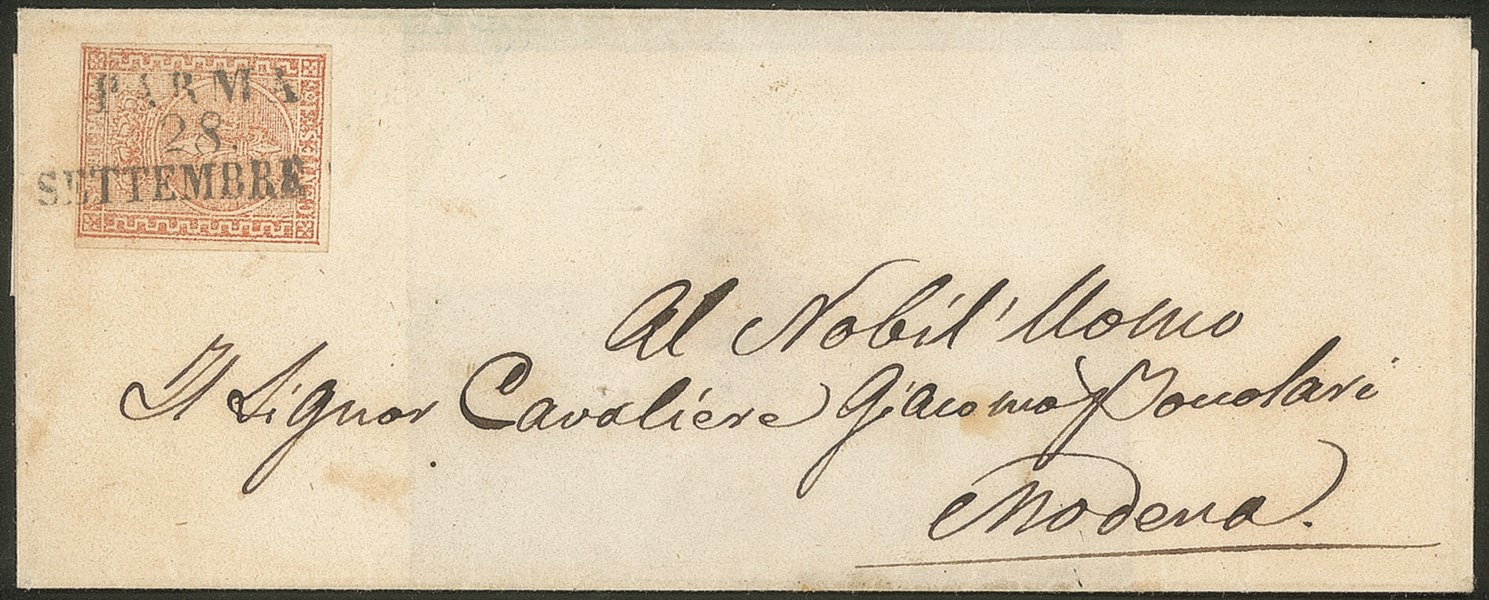 PARMA
28.
SETTEMBRE
Al Nobil' Uomo
Il Signor Cavaliere Giacomo
Modena.